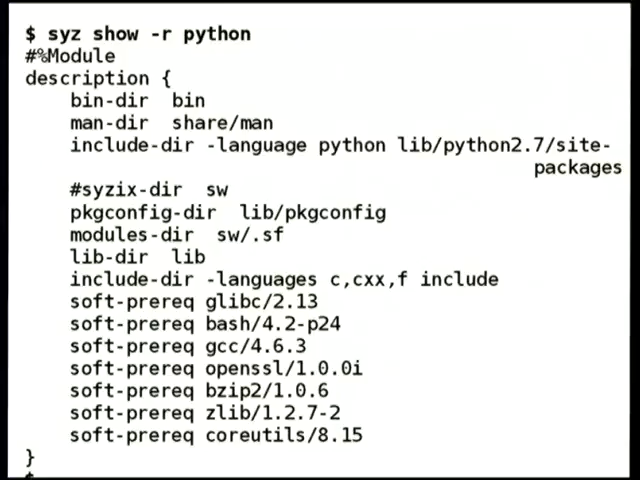 $ syz show -r python
#%Module
description {
bin-dir bin
man-dir share/man
include-dir -language python lib/python2.7/site-
packages
#syzix-dir sw
pkgconfig-dir lib/pkgconfig
modules-dir sw/.sf
lib-dir lib
include-dir -languages c,cxx,f include
soft-prereq glibc/2.13
soft-prereq bash/4.2-p24
soft-prereq gcc/4.6.3
soft-prereq openssl/1.0.0i
soft-prereq bzip2/1.0.6
soft-prereq zlib/1.2.7-2
soft-prereq coreutils/8.15
}
$